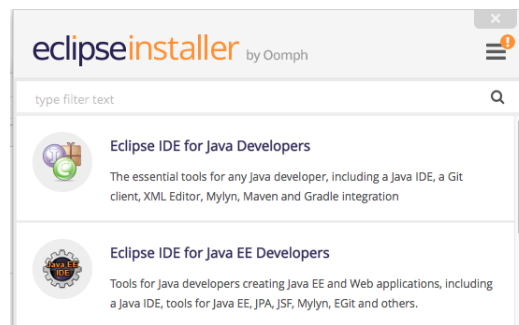 eclipseinstaller by Oomph
type filter text
Eclipse IDE for Java Developers
The essential tools for any Java developer, including a Java IDE, a Git
client, XML Editor, Mylyn, Maven and Gradle integration
Java EE
IDE
Eclipse IDE for Java EE Developers
Tools for Java developers creating Java EE and Web applications, including
a Java IDE, tools for Java EE, JPA, JSF, Mylyn, EGit and others.